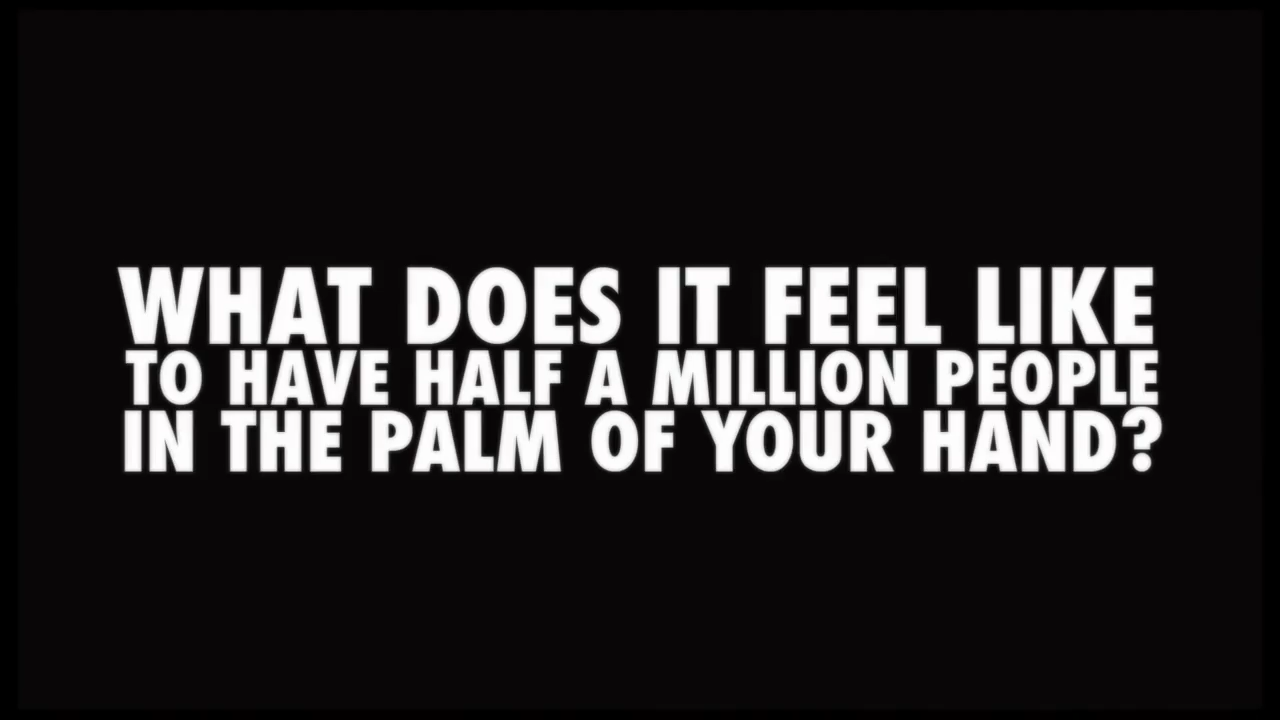 WHAT DOES IT FEEL LIKE
TO HAVE HALF A MILLION PEOPLE
IN THE PALM OF YOUR HAND?